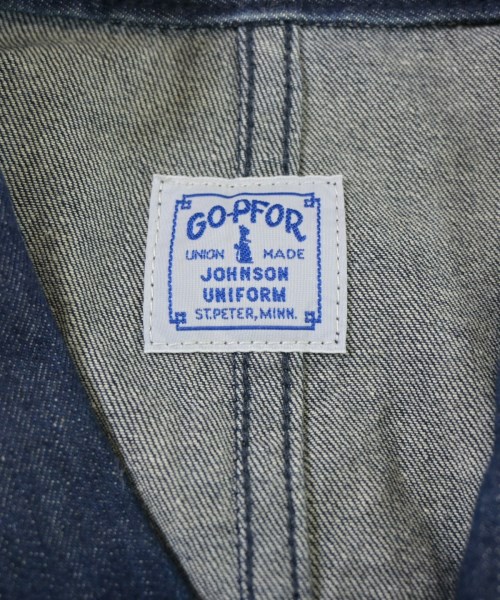 GO-PFOR
UNION MADE
JOHNSON
UNIFORM
ST.PETER, MINN.